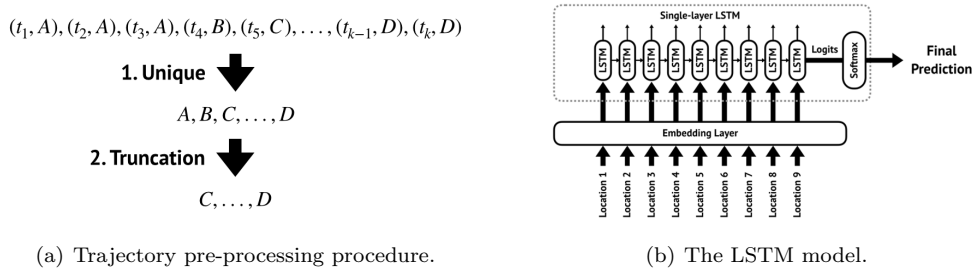 (t₁, A), (t₂, A), (t₃, A), (t₄, B), (t₅, C), . . . , (tₖ₋₁, D), (tₖ, D)
1. Unique
A, B, C, . . . , D
2. Truncation
C, . . . , D
(a) Trajectory pre-processing procedure.
Single-layer LSTM
LSTM LSTM LSTM LSTM LSTM LSTM LSTM LSTM LSTM
Logits
Softmax
Final
Prediction
Embedding Layer
Location 1
Location 2
Location 3
Location 4
Location 5
Location 6
Location 7
Location 8
Location 9
(b) The LSTM model.